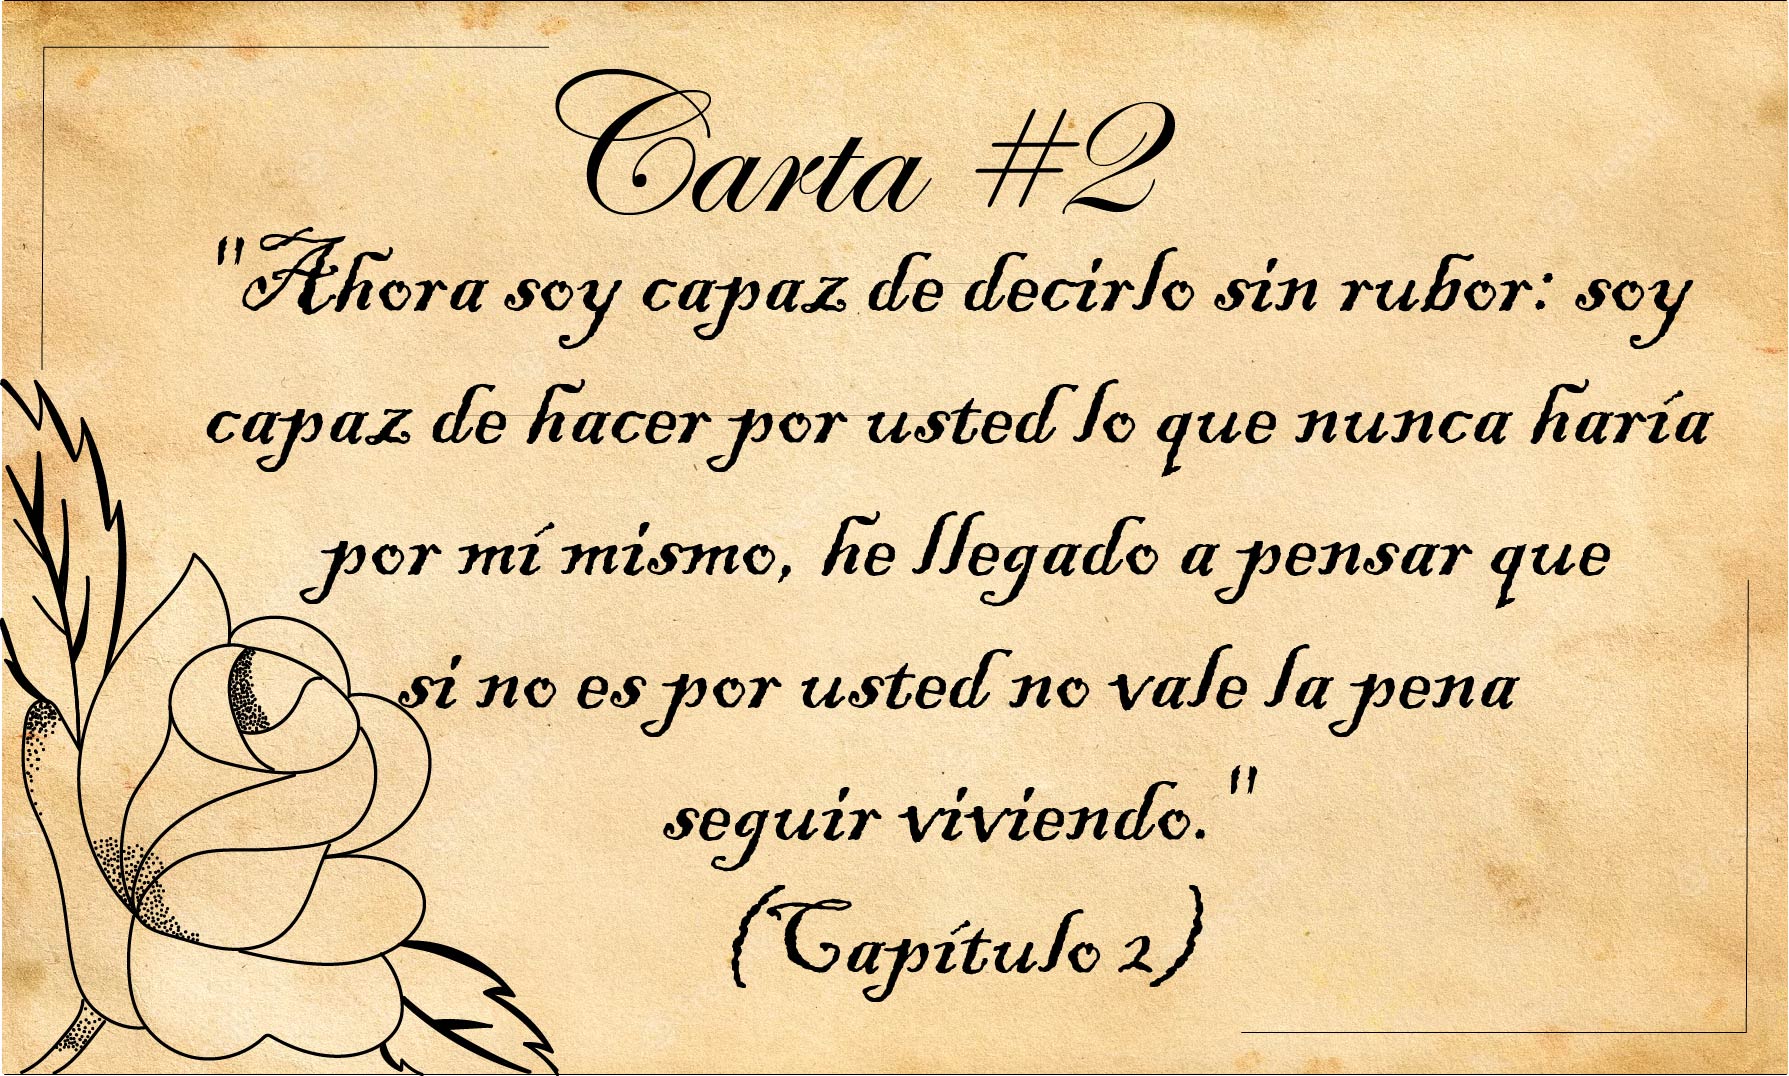 Carta #2
"Ahora soy capaz de decirlo sin rubor: soy
capaz de hacer por usted lo que nunca haría
por mí mismo, he llegado a pensar que
si no es por usted no vale la pena
seguir viviendo."
(Capítulo 2)